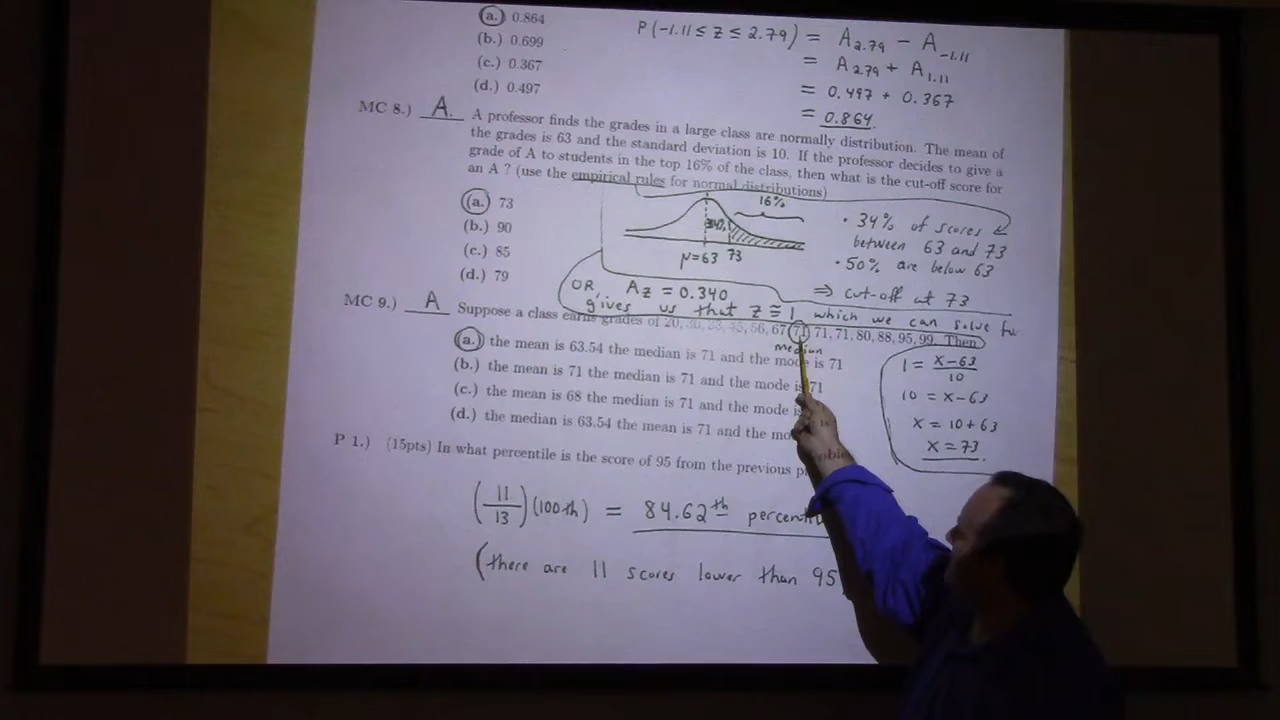 (a.) 0.864
(b.) 0.699
(c.) 0.367
(d.) 0.497
P(-1.11 ≤ z ≤ 2.79) = A2.79 - A-1.11
= A2.79 + A1.11
= 0.497 + 0.367
= 0.864
MC 8.) A. A professor finds the grades in a large class are normally distribution. The mean of
the grades is 63 and the standard deviation is 10. If the professor decides to give a
grade of A to students in the top 16% of the class, then what is the cut-off score for
an A ? (use the empirical rules for normal distributions)
(a.) 73
(b.) 90
(c.) 85
(d.) 79
16%
34%
μ=63 73
• 34% of scores
between 63 and 73
• 50% are below 63
⇒ cut-off at 73
OR, Az = 0.340
gives us that z ≅ 1 which we can solve for
1 = x-63/10
10 = x-63
x = 10+63
x = 73
MC 9.) A Suppose a class earns grades of 20, 56, 67, 71, 71, 71, 80, 88, 95, 99. Then
median
(a.) the mean is 63.54 the median is 71 and the mode is 71
(b.) the mean is 71 the median is 71 and the mode is 71
(c.) the mean is 68 the median is 71 and the mode is
(d.) the median is 63.54 the mean is 71 and the
P 1.) (15pts) In what percentile is the score of 95 from the previous
(11/13)(100th) = 84.62th
(there are 11 scores lower than 95